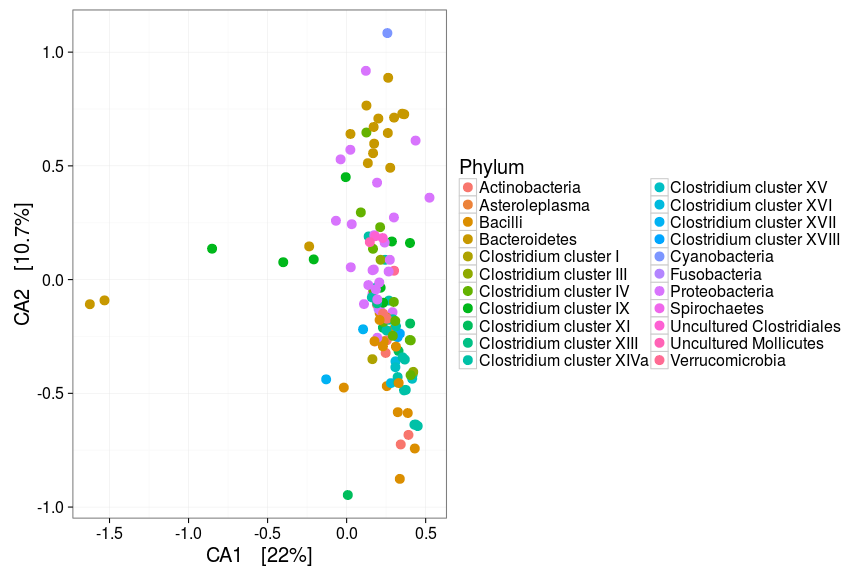 1.0
0.5
0.0
-0.5
-1.0
CA2 [10.7%]
-1.5 -1.0 -0.5 0.0 0.5
CA1 [22%]
Phylum
Actinobacteria
Asteroleplasma
Bacilli
Bacteroidetes
Clostridium cluster I
Clostridium cluster III
Clostridium cluster IV
Clostridium cluster IX
Clostridium cluster XI
Clostridium cluster XIII
Clostridium cluster XIVa
Clostridium cluster XV
Clostridium cluster XVI
Clostridium cluster XVII
Clostridium cluster XVIII
Cyanobacteria
Fusobacteria
Proteobacteria
Spirochaetes
Uncultured Clostridiales
Uncultured Mollicutes
Verrucomicrobia